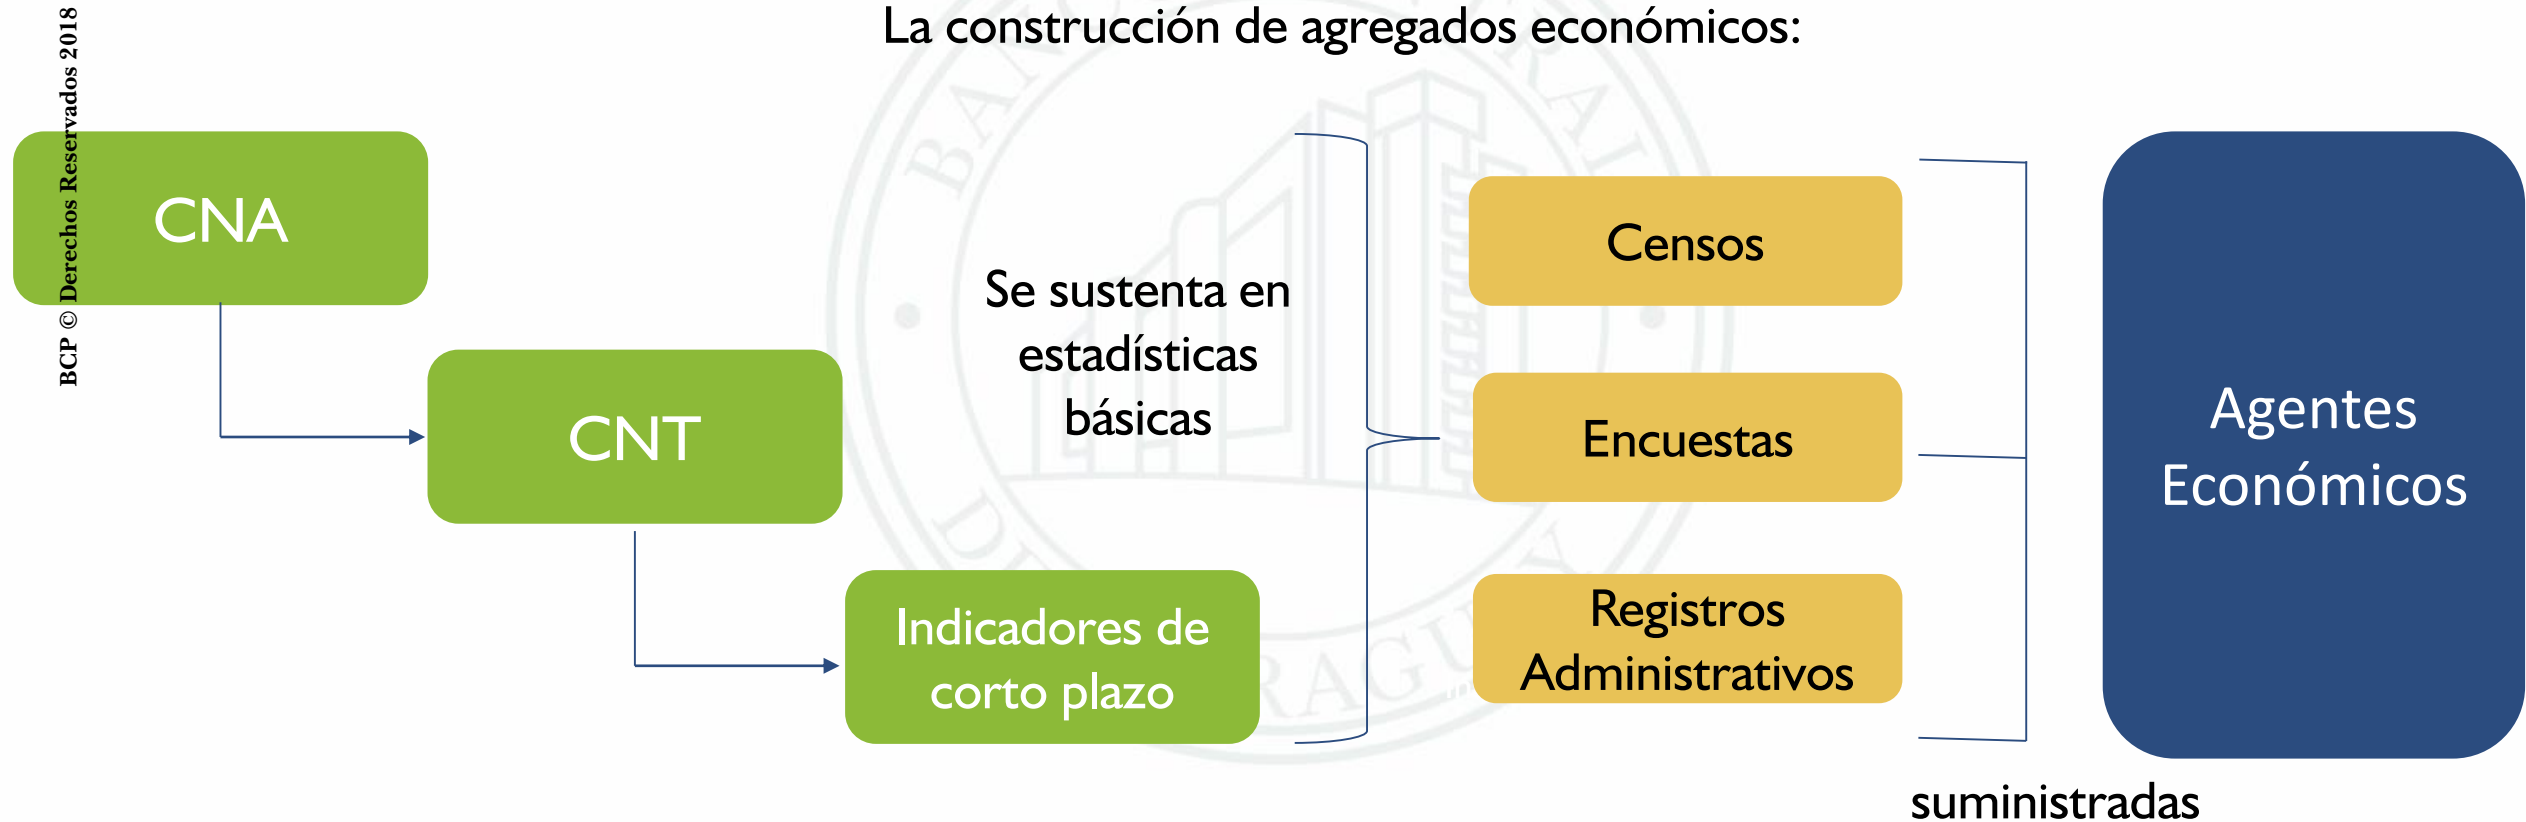 La construcción de agregados económicos:
BCP © Derechos Reservados 2018
CNA
CNT
Indicadores de
corto plazo
Se sustenta en
estadísticas
básicas
Censos
Encuestas
Registros
Administrativos
Agentes
Económicos
suministradas